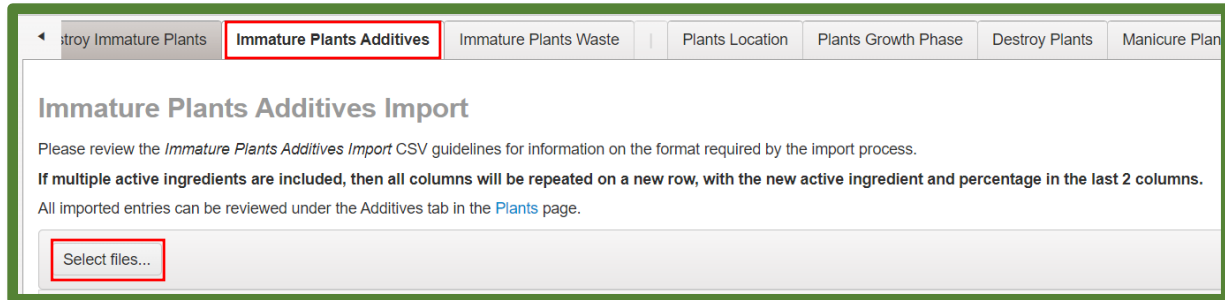 stroy Immature Plants Immature Plants Additives Immature Plants Waste | Plants Location Plants Growth Phase Destroy Plants Manicure Plan
Immature Plants Additives Import
Please review the Immature Plants Additives Import CSV guidelines for information on the format required by the import process.
If multiple active ingredients are included, then all columns will be repeated on a new row, with the new active ingredient and percentage in the last 2 columns.
All imported entries can be reviewed under the Additives tab in the Plants page.
Select files...